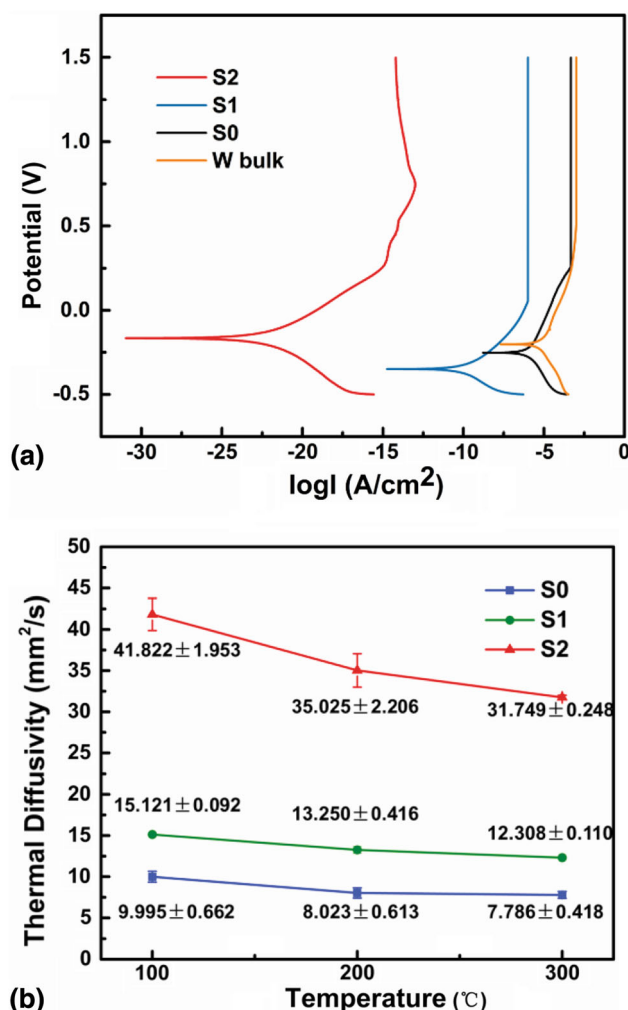 1.5
1.0
0.5
0.0
-0.5
Potential (V)
S2
S1
S0
W bulk
-30 -25 -20 -15 -10 -5 0
logI (A/cm²)
(a)
50
45
40
35
30
25
20
15
10
5
0
Thermal Diffusivity (mm²/s)
S0
S1
S2
41.822±1.953
35.025±2.206
31.749±0.248
15.121±0.092
13.250±0.416
12.308±0.110
9.995±0.662
8.023±0.613
7.786±0.418
100 200 300
Temperature (℃)
(b)